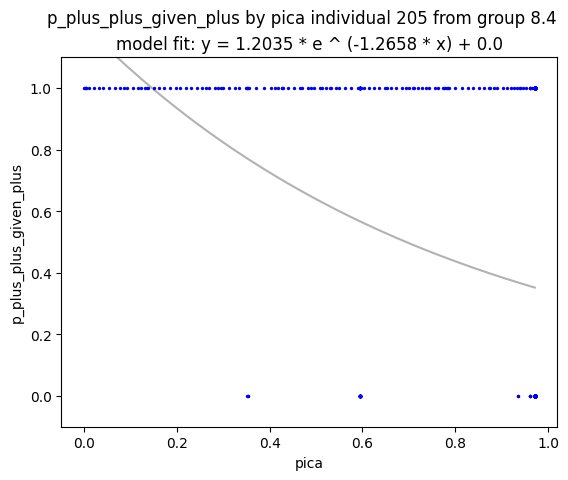 p_plus_plus_given_plus by pica individual 205 from group 8.4
model fit: y = 1.2035 * e ^ (-1.2658 * x) + 0.0
p_plus_plus_given_plus
1.0
0.8
0.6
0.4
0.2
0.0
0.0 0.2 0.4 0.6 0.8 1.0
pica